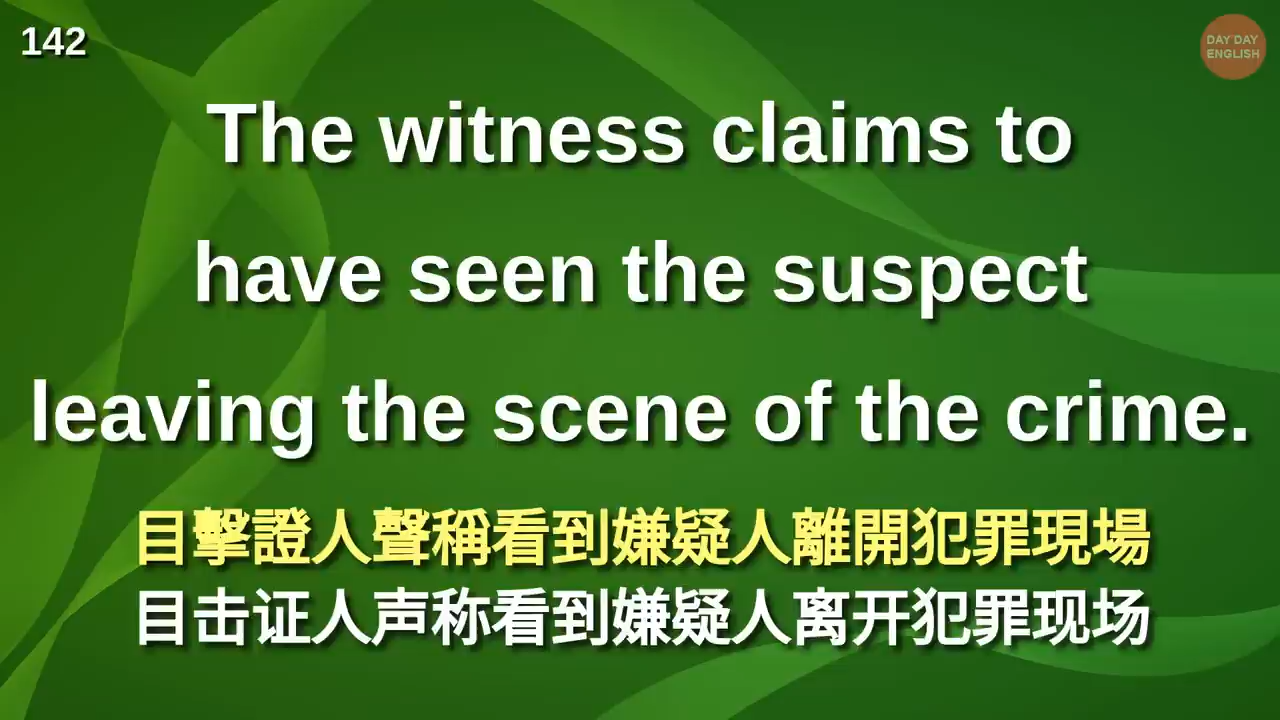 142
DAY DAY
ENGLISH
The witness claims to
have seen the suspect
leaving the scene of the crime.
目擊證人聲稱看到嫌疑人離開犯罪現場
目击证人声称看到嫌疑人离开犯罪现场